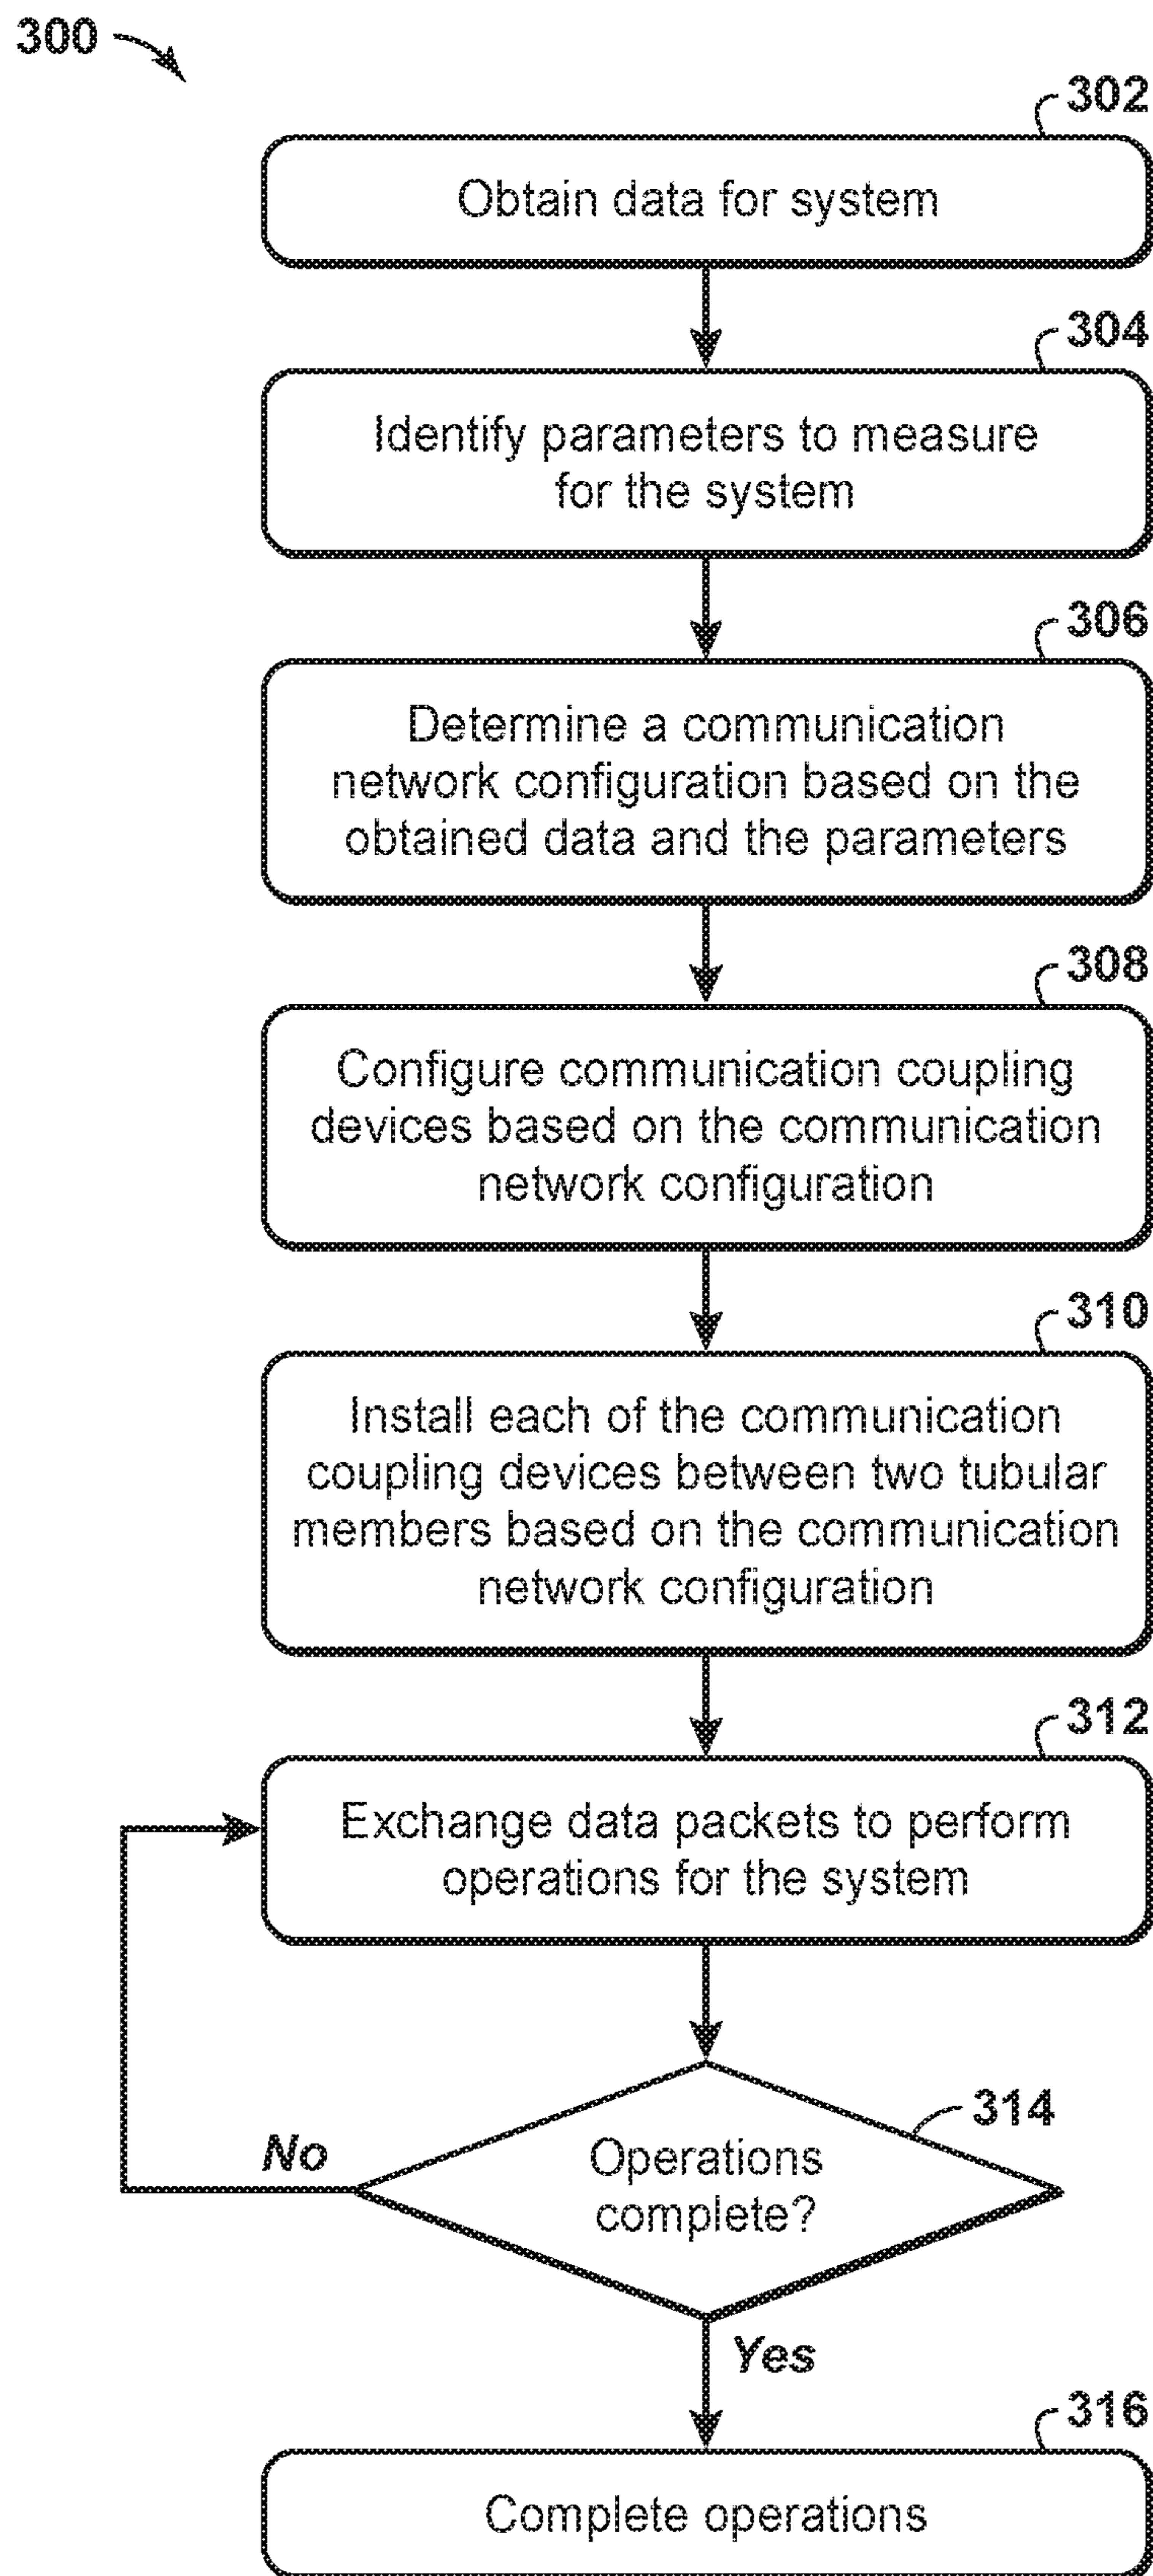 300
302
Obtain data for system
304
Identify parameters to measure
for the system
306
Determine a communication
network configuration based on the
obtained data and the parameters
308
Configure communication coupling
devices based on the communication
network configuration
310
Install each of the communication
coupling devices between two tubular
members based on the communication
network configuration
312
Exchange data packets to perform
operations for the system
314
Operations
complete?
No
Yes
316
Complete operations